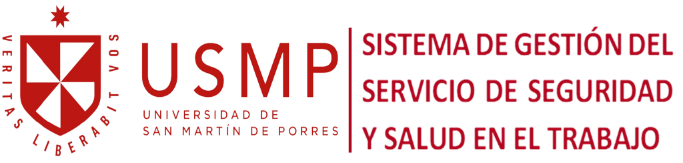 VERITAS LIBERABIT VOS
USMP
UNIVERSIDAD DE
SAN MARTÍN DE PORRES
SISTEMA DE GESTIÓN DEL
SERVICIO DE SEGURIDAD
Y SALUD EN EL TRABAJO